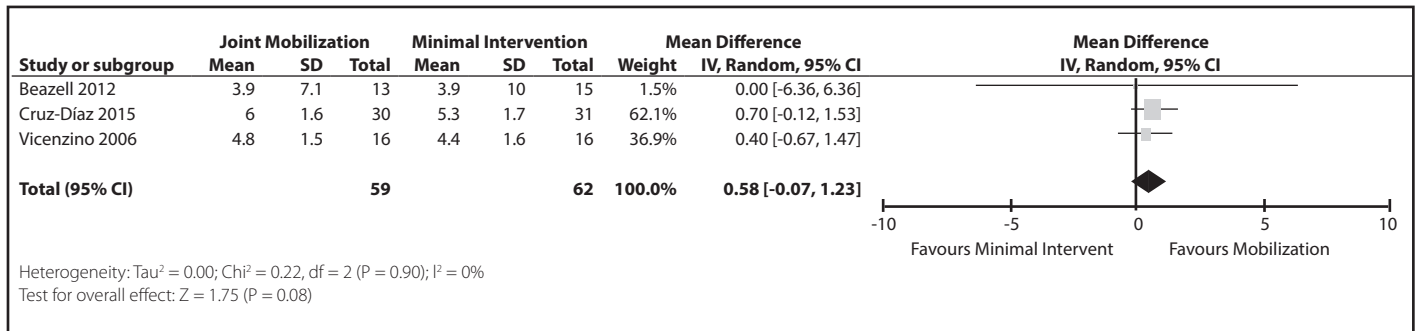 Joint Mobilization Minimal Intervention Mean Difference Mean Difference
Study or subgroup Mean SD Total Mean SD Total Weight IV, Random, 95% CI IV, Random, 95% CI
Beazell 2012 3.9 7.1 13 3.9 10 15 1.5% 0.00 [-6.36, 6.36]
Cruz-Díaz 2015 6 1.6 30 5.3 1.7 31 62.1% 0.70 [-0.12, 1.53]
Vicenzino 2006 4.8 1.5 16 4.4 1.6 16 36.9% 0.40 [-0.67, 1.47]
Total (95% CI) 59 62 100.0% 0.58 [-0.07, 1.23]
-10 -5 0 5 10
Favours Minimal Intervent Favours Mobilization
Heterogeneity: Tau² = 0.00; Chi² = 0.22, df = 2 (P = 0.90); I² = 0%
Test for overall effect: Z = 1.75 (P = 0.08)